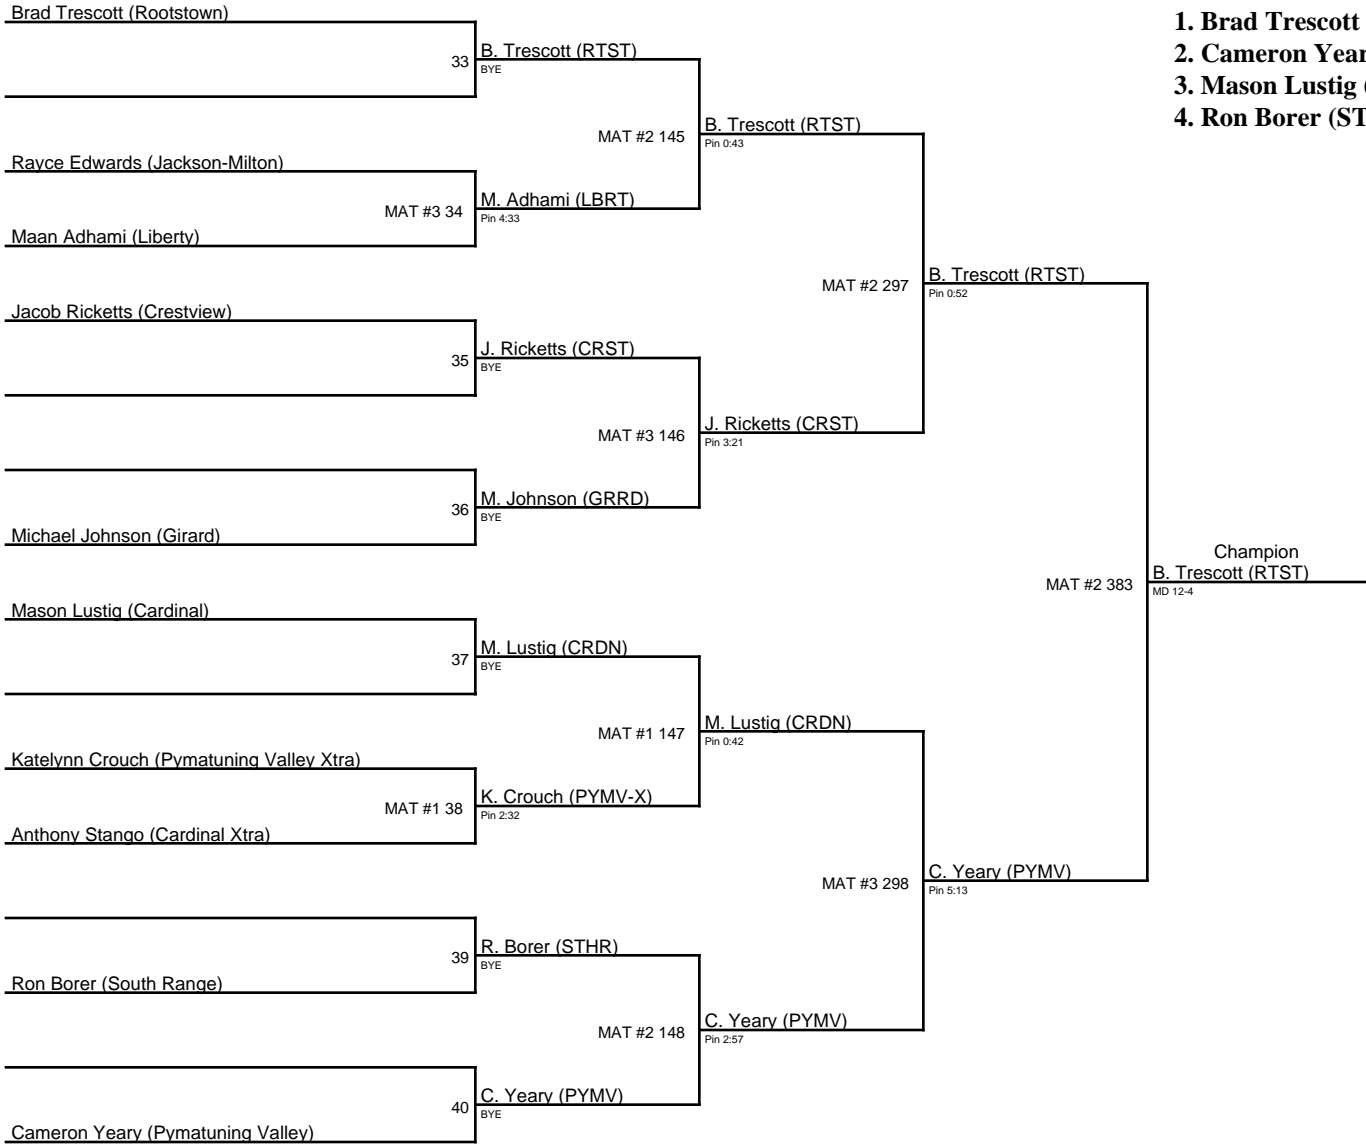 Brad Trescott (Rootstown)
33
B. Trescott (RTST)
BYE
MAT #2 145
B. Trescott (RTST)
Pin 0:43
Rayce Edwards (Jackson-Milton)
MAT #3 34
M. Adhami (LBRT)
Pin 4:33
Maan Adhami (Liberty)
MAT #2 297
B. Trescott (RTST)
Pin 0:52
Jacob Ricketts (Crestview)
35
J. Ricketts (CRST)
BYE
MAT #3 146
J. Ricketts (CRST)
Pin 3:21
36
M. Johnson (GRRD)
BYE
Michael Johnson (Girard)
MAT #2 383
Champion
B. Trescott (RTST)
MD 12-4
Mason Lustig (Cardinal)
37
M. Lustig (CRDN)
BYE
MAT #1 147
M. Lustig (CRDN)
Pin 0:42
Katelynn Crouch (Pymatuning Valley Xtra)
MAT #1 38
K. Crouch (PYMV-X)
Pin 2:32
Anthony Stango (Cardinal Xtra)
MAT #3 298
C. Yeary (PYMV)
Pin 5:13
39
R. Borer (STHR)
BYE
Ron Borer (South Range)
MAT #2 148
C. Yeary (PYMV)
Pin 2:57
40
C. Yeary (PYMV)
BYE
Cameron Yeary (Pymatuning Valley)
1. Brad Trescott
2. Cameron Year
3. Mason Lustig (
4. Ron Borer (ST